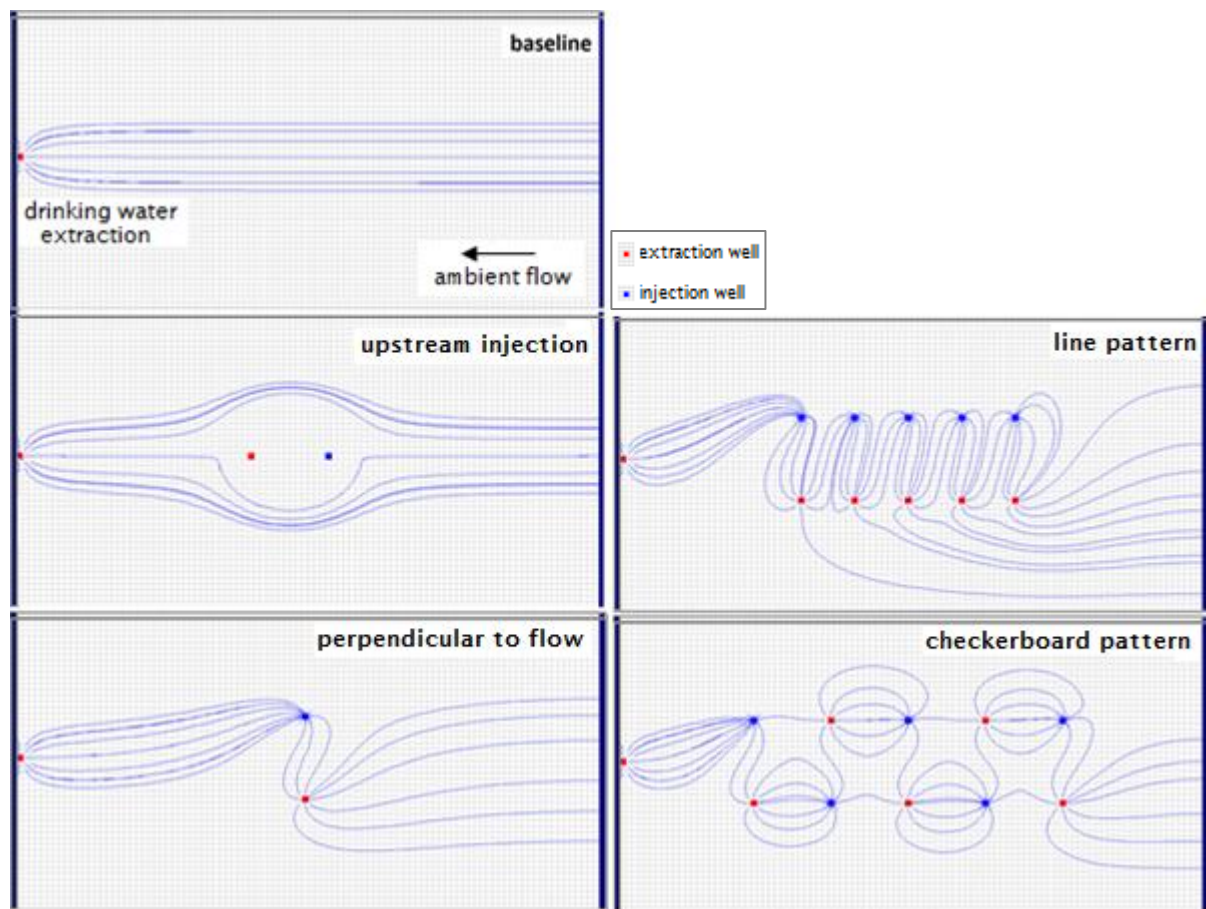 baseline
drinking water
extraction
ambient flow
extraction well
injection well
upstream injection
line pattern
perpendicular to flow
checkerboard pattern